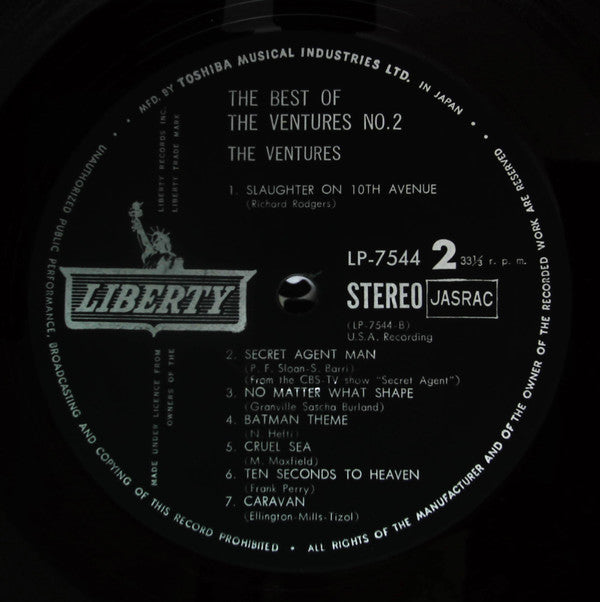 MFD. BY TOSHIBA MUSICAL INDUSTRIES LTD. IN JAPAN
UNAUTHORIZED PUBLIC PERFORMANCE, BROADCASTING AND COPYING OF THIS RECORD PROHIBITED • ALL RIGHTS OF THE MANUFACTURER AND OF THE OWNER OF THE RECORDED WORK ARE RESERVED
LIBERTY RECORDS INC.
LIBERTY TRADE MARK
THE BEST OF
THE VENTURES NO.2
THE VENTURES
1. SLAUGHTER ON 10TH AVENUE
(Richard Rodgers)
LP-7544 2 33⅓ r. p. m.
LIBERTY
STEREO JASRAC
(LP-7544-B)
U.S.A. Recording
MADE UNDER LICENCE FROM
OWNERS OF THE
2. SECRET AGENT MAN
(P. F. Sloan-S. Barri)
(From the CBS-TV show "Secret Agent")
3. NO MATTER WHAT SHAPE
(Granville Sascha Burland)
4. BATMAN THEME
(N. Hefti)
5. CRUEL SEA
(M. Maxfield)
6. TEN SECONDS TO HEAVEN
(Frank Perry)
7. CARAVAN
(Ellington-Mills-Tizol)